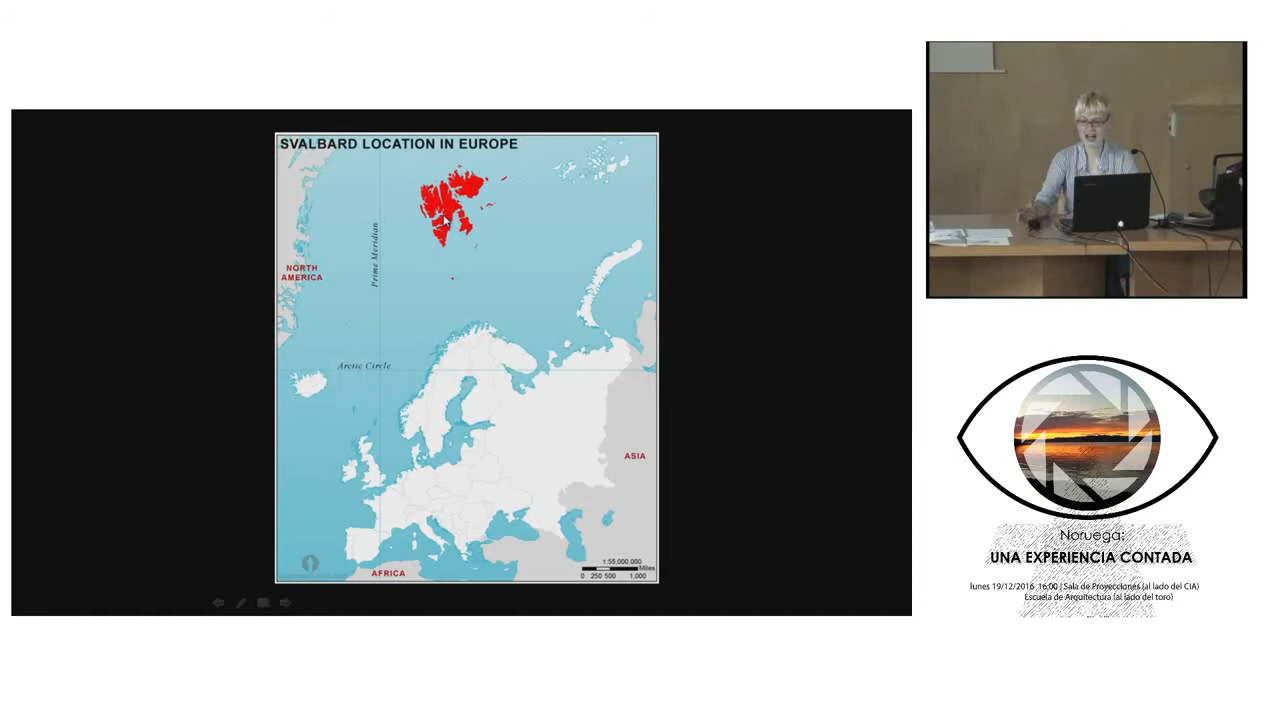 SVALBARD LOCATION IN EUROPE
Prime Meridian
NORTH
AMERICA
Arctic Circle
ASIA
AFRICA
1:55,000,000
Miles
0 250 500 1,000
Noruega:
UNA EXPERIENCIA CONTADA
lunes 19/12/2016 16:00 | Sala de Proyecciones (al lado del CIA)
Escuela de Arquitectura (al lado del toro)